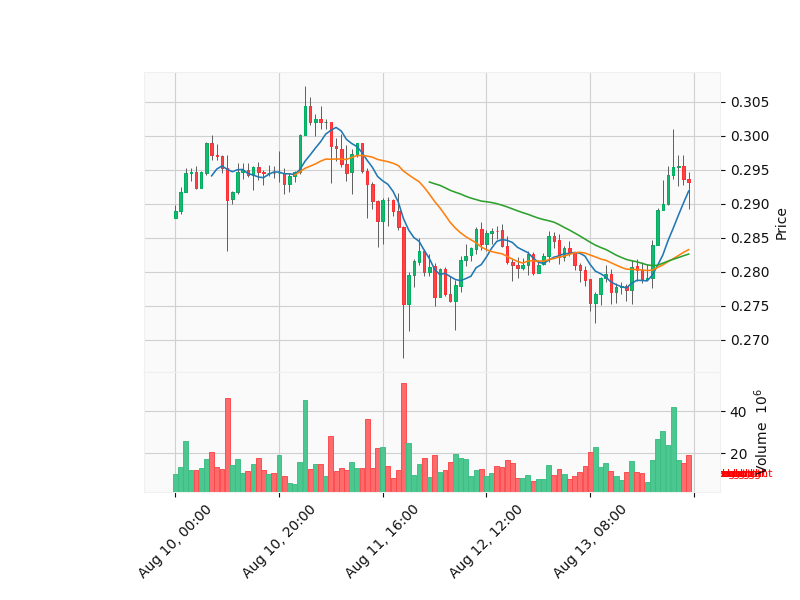 0.305
0.300
0.295
0.290
0.285
0.280
0.275
0.270
Price
40
20
Volume 10^6
Aug 10, 00:00
Aug 10, 20:00
Aug 11, 16:00
Aug 12, 12:00
Aug 13, 08:00